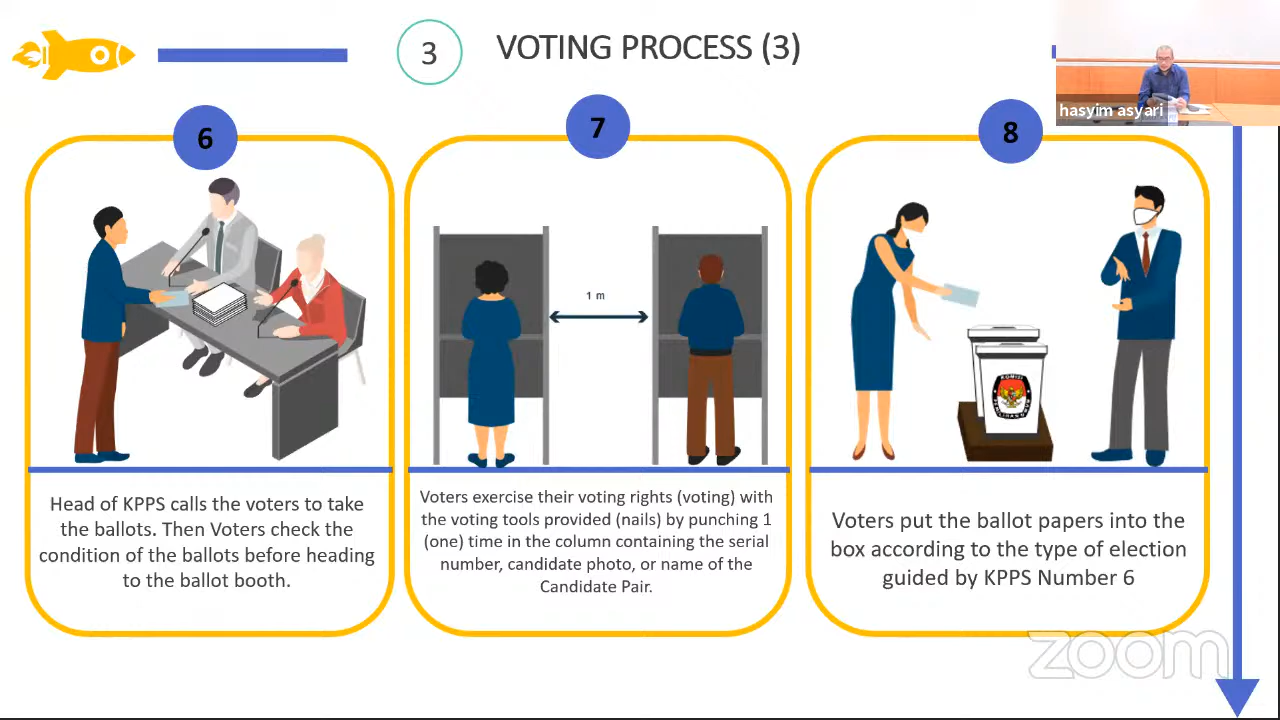 3
VOTING PROCESS (3)
hasyim asyari
6
7
8
1 m
KOMISI
Head of KPPS calls the voters to take
the ballots. Then Voters check the
condition of the ballots before heading
to the ballot booth.
Voters exercise their voting rights (voting) with
the voting tools provided (nails) by punching 1
(one) time in the column containing the serial
number, candidate photo, or name of the
Candidate Pair.
Voters put the ballot papers into the
box according to the type of election
guided by KPPS Number 6
zoom